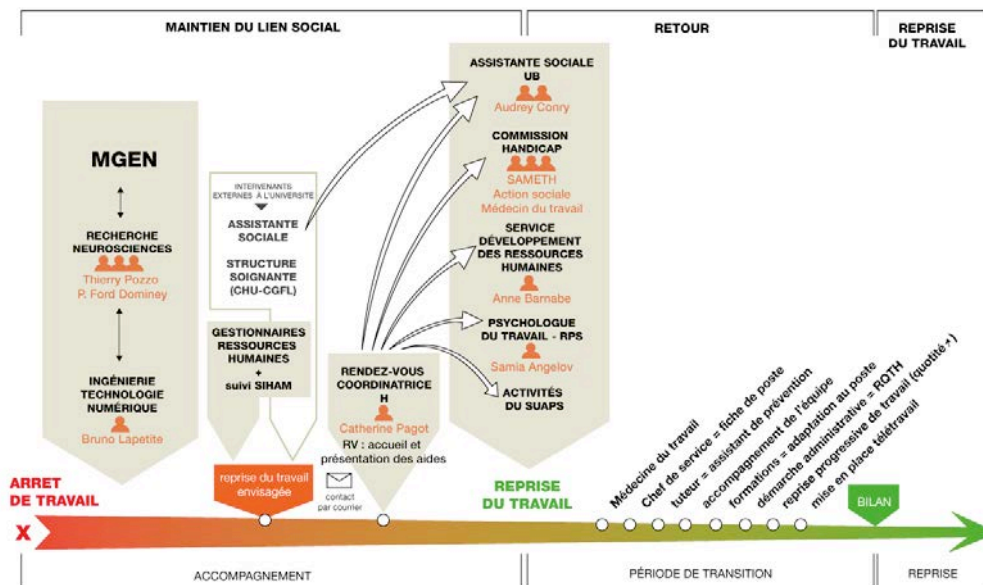 MAINTIEN DU LIEN SOCIAL
RETOUR
REPRISE
DU TRAVAIL
MGEN
RECHERCHE
NEUROSCIENCES
Thierry Pozzo
P. Ford Dominey
INGÉNIERIE
TECHNOLOGIE
NUMÉRIQUE
Bruno Lapetite
INTERVENANTS
EXTERNES À L'UNIVERSITÉ
ASSISTANTE
SOCIALE
STRUCTURE
SOIGNANTE
(CHU-CGFL)
GESTIONNAIRES
RESSOURCES
HUMAINES
+
suivi SIHAM
RENDEZ-VOUS
COORDINATRICE
H
Catherine Pagot
RV : accueil et
présentation des aides
ASSISTANTE SOCIALE
UB
Audrey Conry
COMMISSION
HANDICAP
SAMETH
Action sociale
Médecin du travail
SERVICE
DÉVELOPPEMENT
DES RESSOURCES
HUMAINES
Anne Barnabe
PSYCHOLOGUE
DU TRAVAIL - RPS
Samia Angelov
ACTIVITÉS
DU SUAPS
ARRET
DE TRAVAIL
X
reprise du travail
envisagée
contact
par courrier
REPRISE
DU TRAVAIL
Médecine du travail
Chef de service = fiche de poste
tuteur = assistant de prévention
accompagnement de l'équipe
formations = adaptation au poste
démarche administrative = RQTH
reprise progressive de travail (quotité ≠)
mise en place télétravail
BILAN
ACCOMPAGNEMENT
PÉRIODE DE TRANSITION
REPRISE